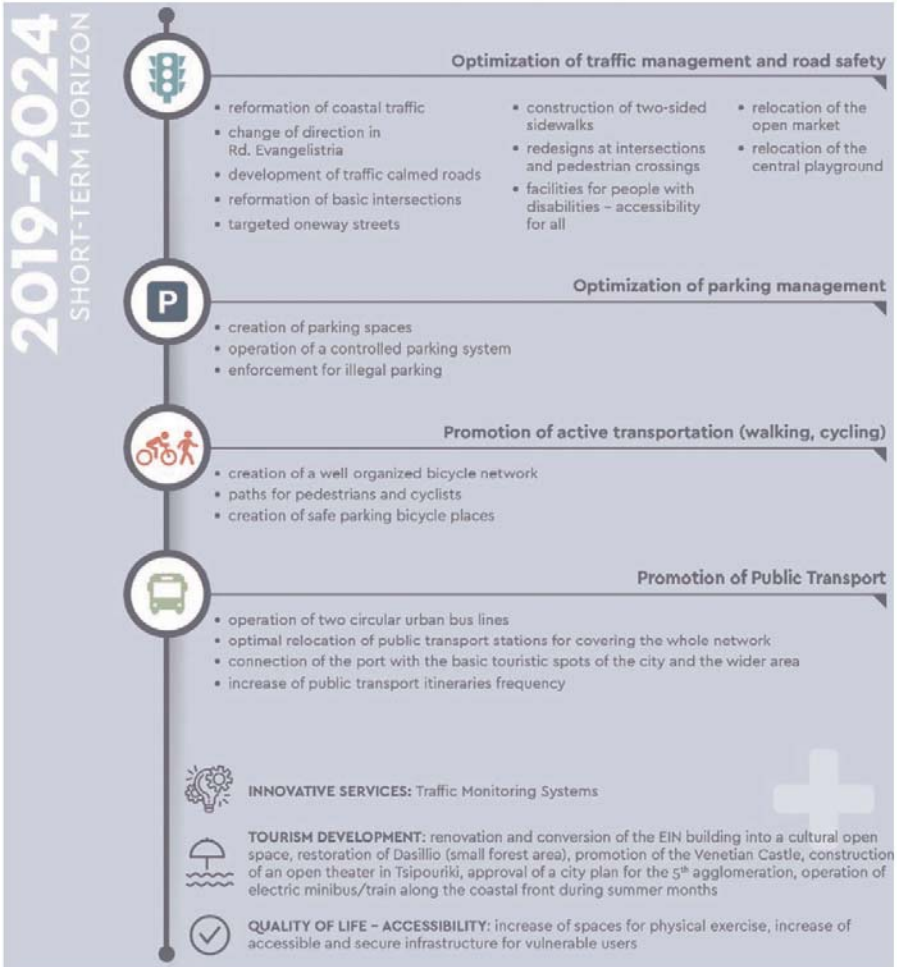 2019-2024
SHORT-TERM HORIZON
Optimization of traffic management and road safety
• reformation of coastal traffic
• change of direction in
Rd. Evangelistria
• development of traffic calmed roads
• reformation of basic intersections
• targeted oneway streets
• construction of two-sided
sidewalks
• redesigns at intersections
and pedestrian crossings
• facilities for people with
disabilities – accessibility
for all
• relocation of the
open market
• relocation of the
central playground
P
Optimization of parking management
• creation of parking spaces
• operation of a controlled parking system
• enforcement for illegal parking
Promotion of active transportation (walking, cycling)
• creation of a well organized bicycle network
• paths for pedestrians and cyclists
• creation of safe parking bicycle places
Promotion of Public Transport
• operation of two circular urban bus lines
• optimal relocation of public transport stations for covering the whole network
• connection of the port with the basic touristic spots of the city and the wider area
• increase of public transport itineraries frequency
INNOVATIVE SERVICES: Traffic Monitoring Systems
TOURISM DEVELOPMENT: renovation and conversion of the EIN building into a cultural open
space, restoration of Dasillio (small forest area), promotion of the Venetian Castle, construction
of an open theater in Tsipouriki, approval of a city plan for the 5th agglomeration, operation of
electric minibus/train along the coastal front during summer months
QUALITY OF LIFE – ACCESSIBILITY: increase of spaces for physical exercise, increase of
accessible and secure infrastructure for vulnerable users